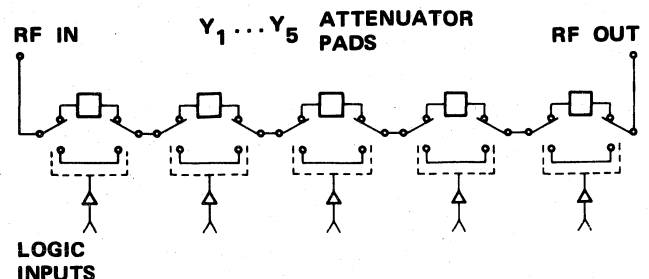 RF IN
Y1 ... Y5 ATTENUATOR
PADS
RF OUT
LOGIC
INPUTS